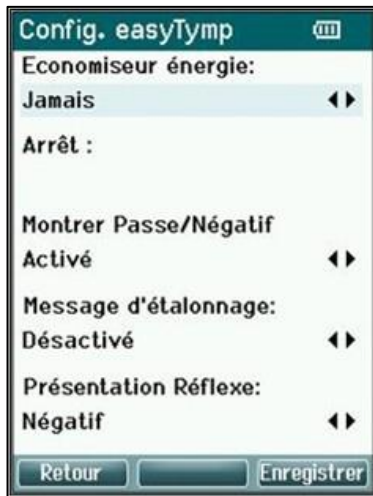 Config. easyTymp
Economiseur énergie:
Jamais
Arrêt :
Montrer Passe/Négatif
Activé
Message d'étalonnage:
Désactivé
Présentation Réflexe:
Négatif
Retour Enregistrer